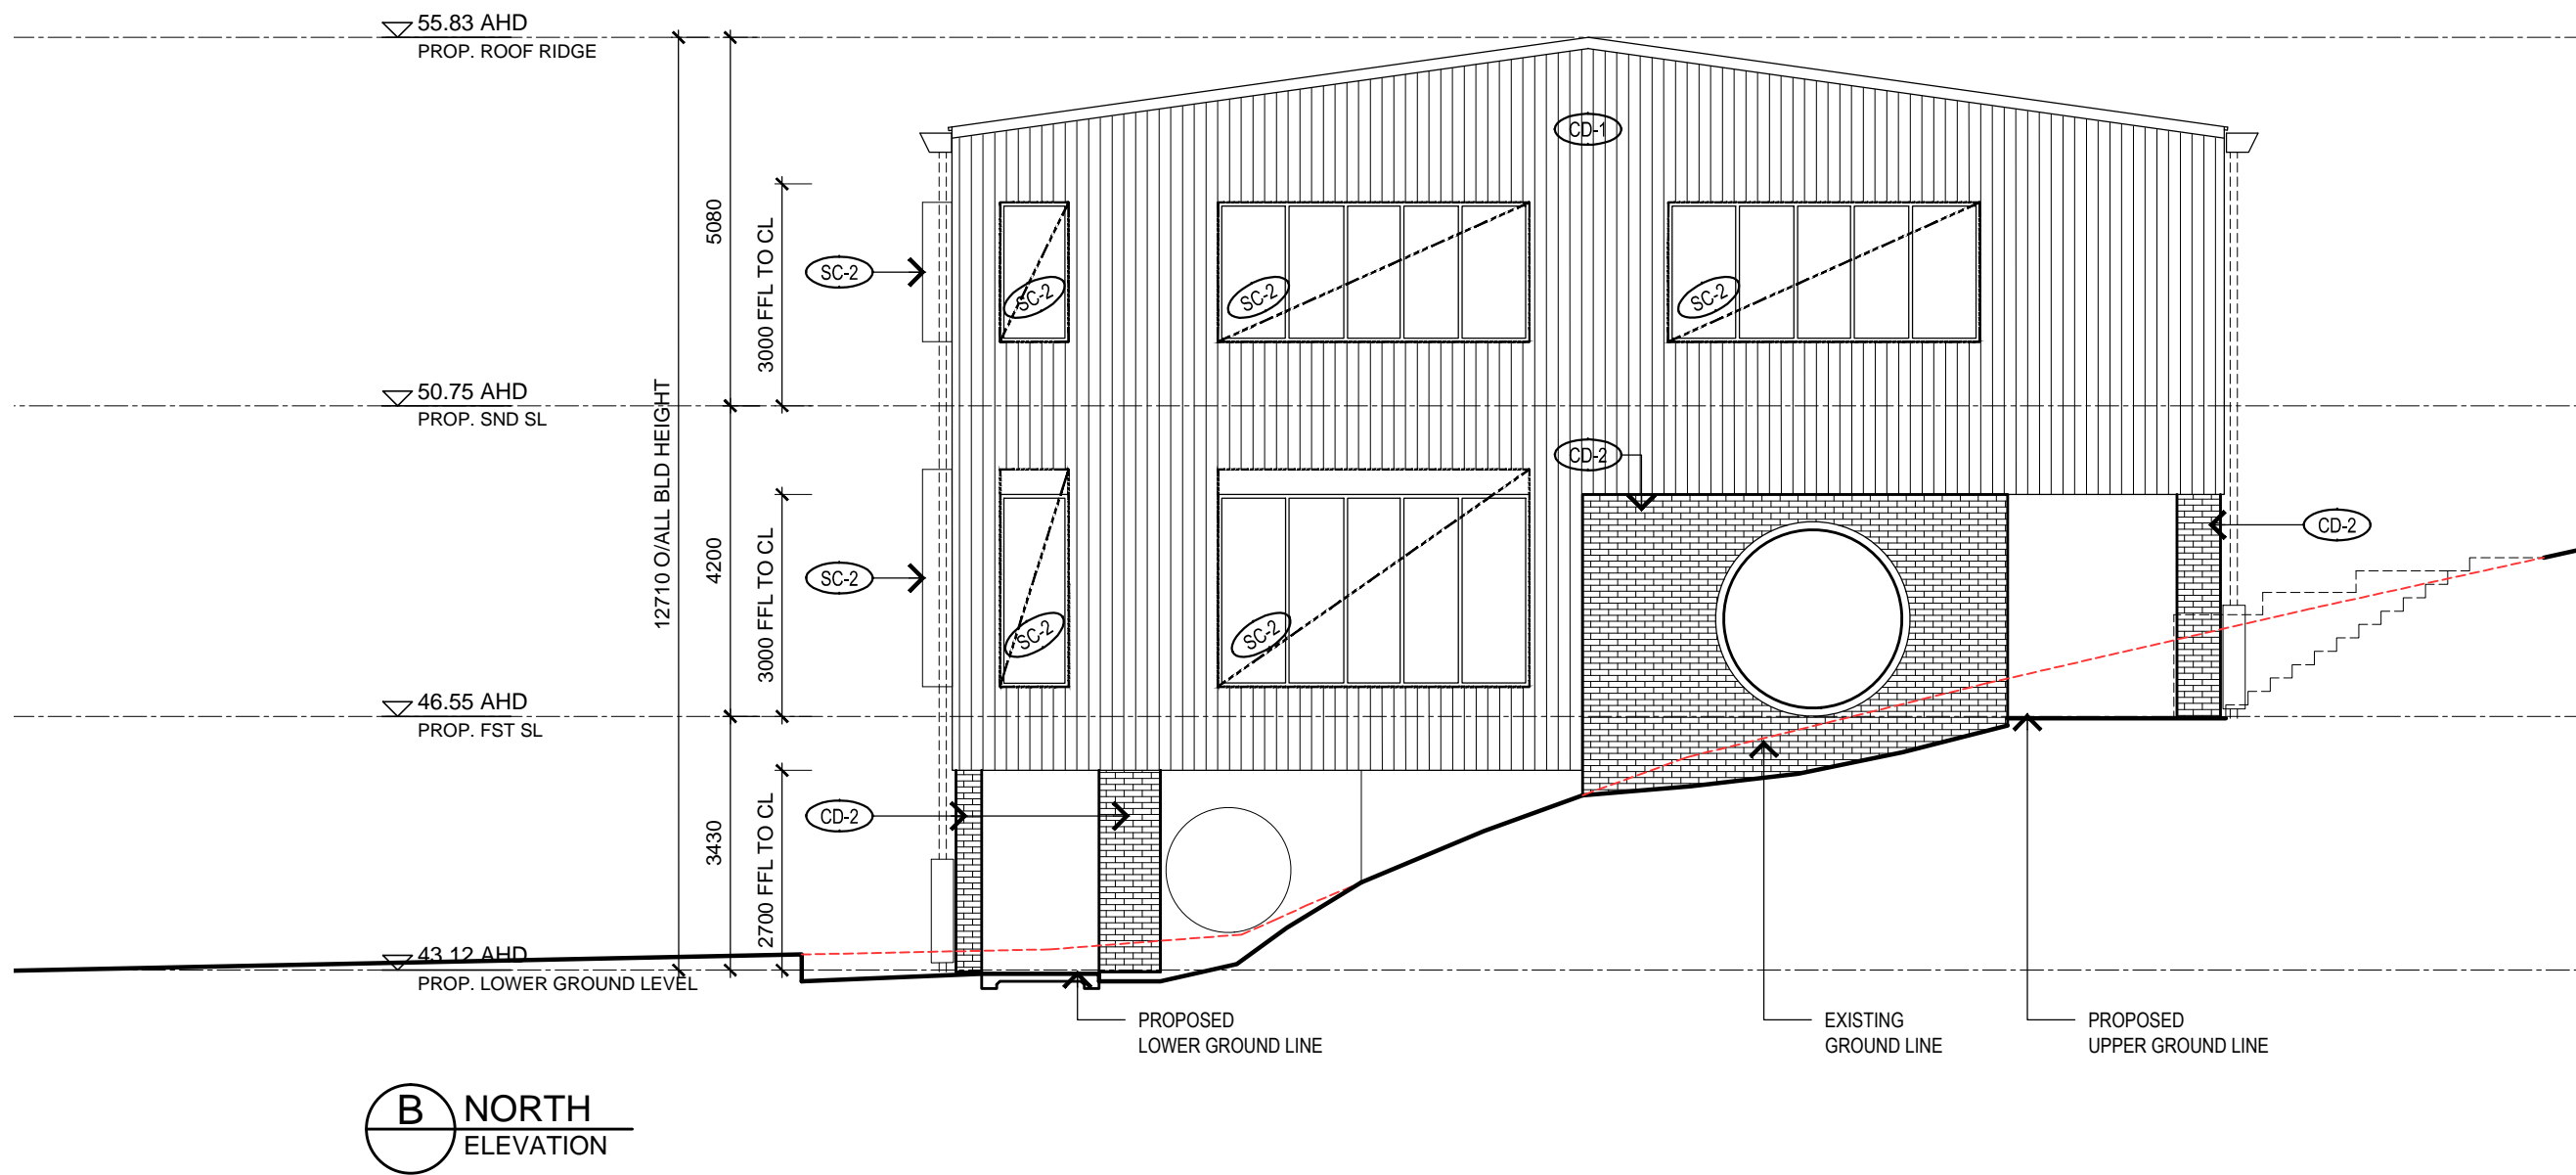 55.83 AHD
PROP. ROOF RIDGE
CD-1
5080
3000 FFL TO CL
SC-2
SC-2
SC-2
SC-2
50.75 AHD
PROP. SND SL
12710 O/ALL BLD HEIGHT
CD-2
4200
3000 FFL TO CL
SC-2
SC-2
SC-2
CD-2
46.55 AHD
PROP. FST SL
3430
2700 FFL TO CL
CD-2
43.12 AHD
PROP. LOWER GROUND LEVEL
PROPOSED
LOWER GROUND LINE
EXISTING
GROUND LINE
PROPOSED
UPPER GROUND LINE
B NORTH
ELEVATION